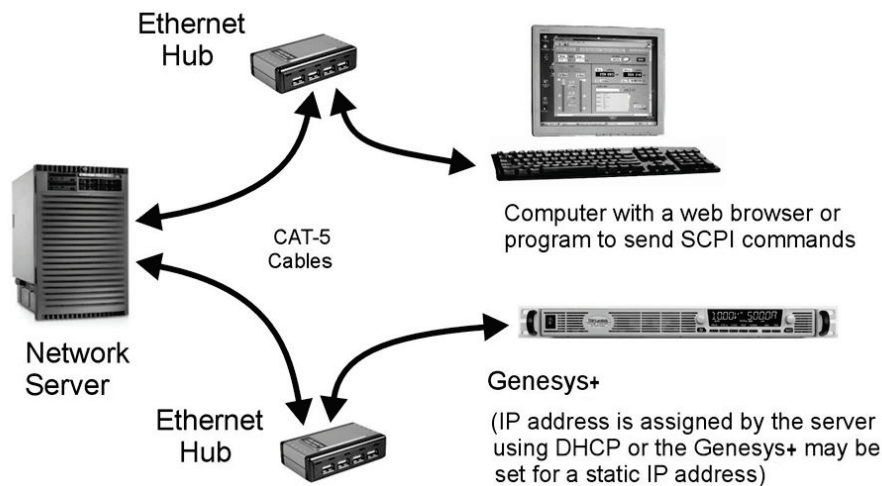 Ethernet
Hub
Computer with a web browser or
program to send SCPI commands
CAT-5
Cables
Network
Server
Genesys+
(IP address is assigned by the server
using DHCP or the Genesys+ may be
set for a static IP address)
Ethernet
Hub